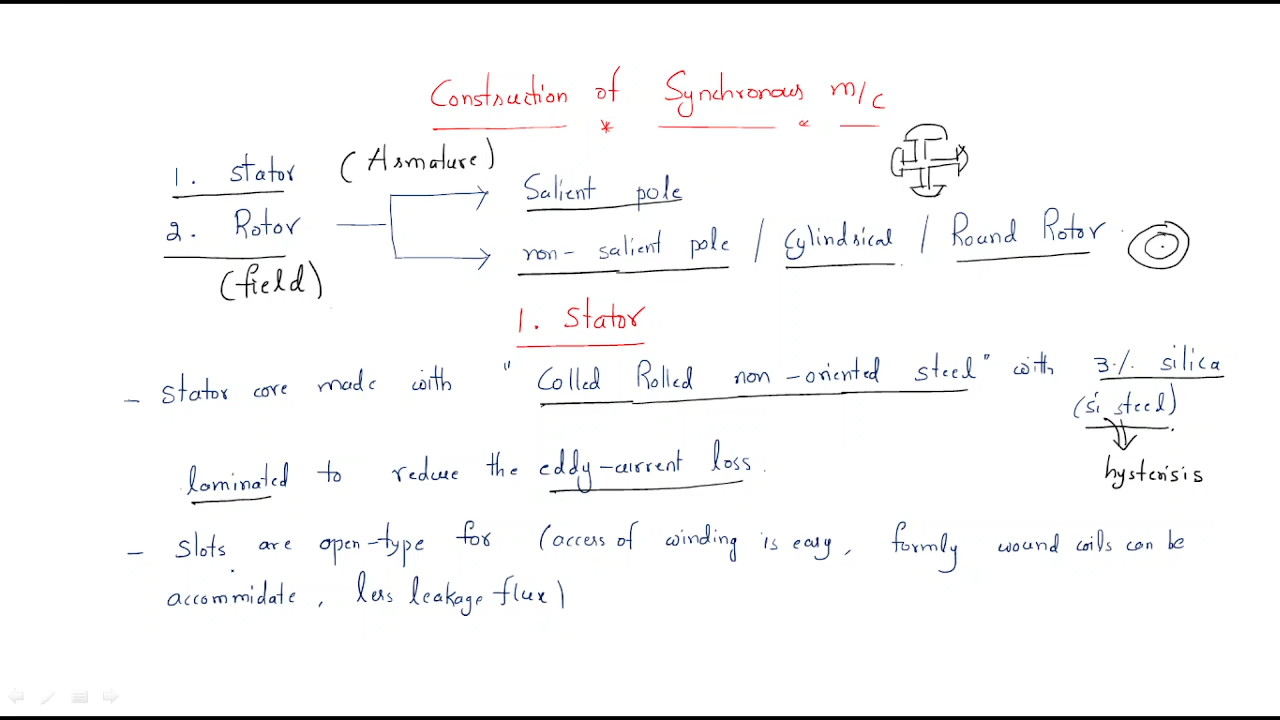 Construction of Synchronous m/c
1. Stator (Armature)
Salient pole
2. Rotor
(field)
non-salient pole / Cylindrical / Round Rotor
1. Stator
- Stator core made with "Colled Rolled non-oriented steel" with 3% silica
(si steel)
laminated to reduce the eddy-current loss.
hysterisis
- Slots are open-type for (access of winding is easy, formly wound coils can be
accommidate, less leakage flux)